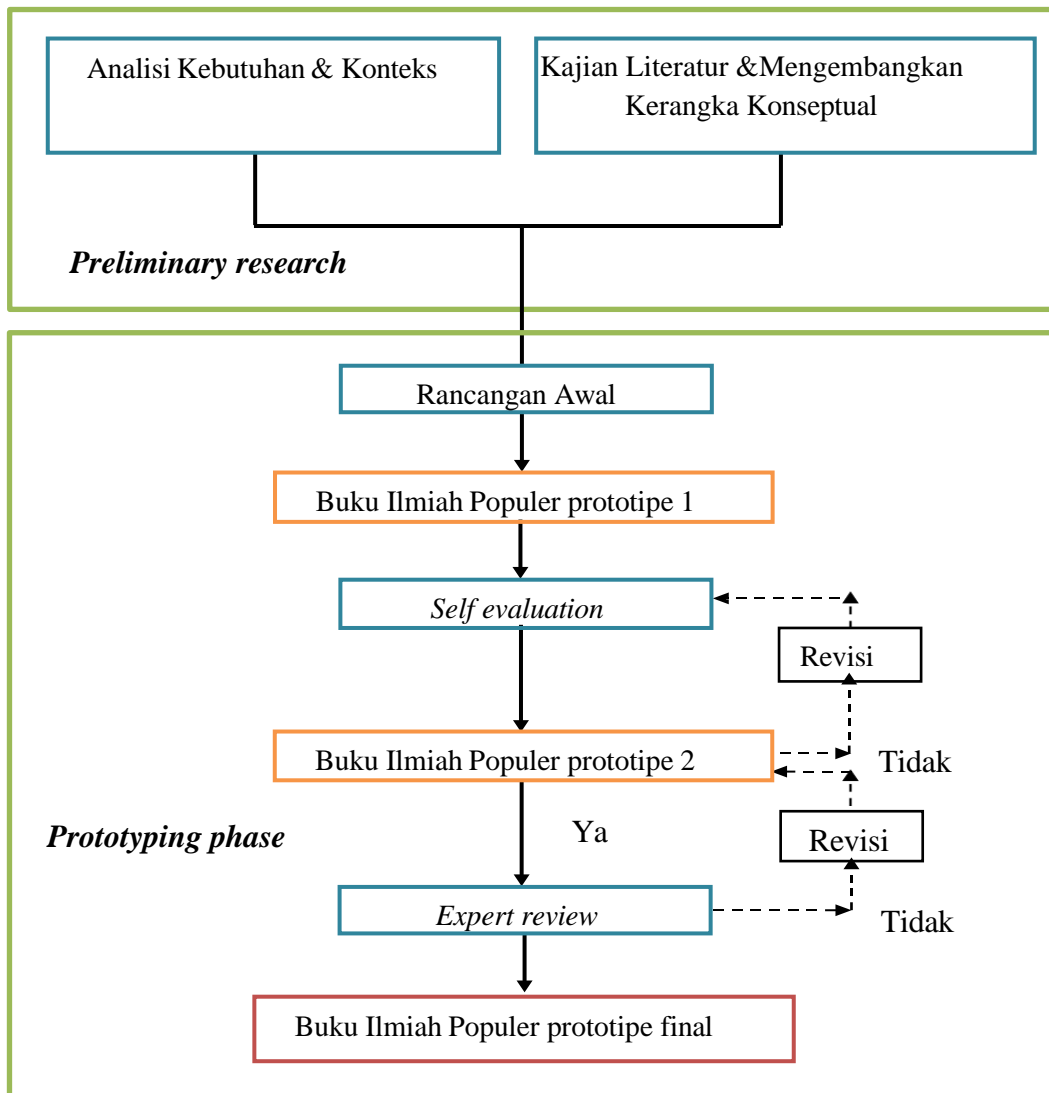 Analisi Kebutuhan & Konteks
Kajian Literatur &Mengembangkan
Kerangka Konseptual
Preliminary research
Rancangan Awal
Buku Ilmiah Populer prototipe 1
Self evaluation
Revisi
Buku Ilmiah Populer prototipe 2
Tidak
Ya
Prototyping phase
Revisi
Expert review
Tidak
Buku Ilmiah Populer prototipe final